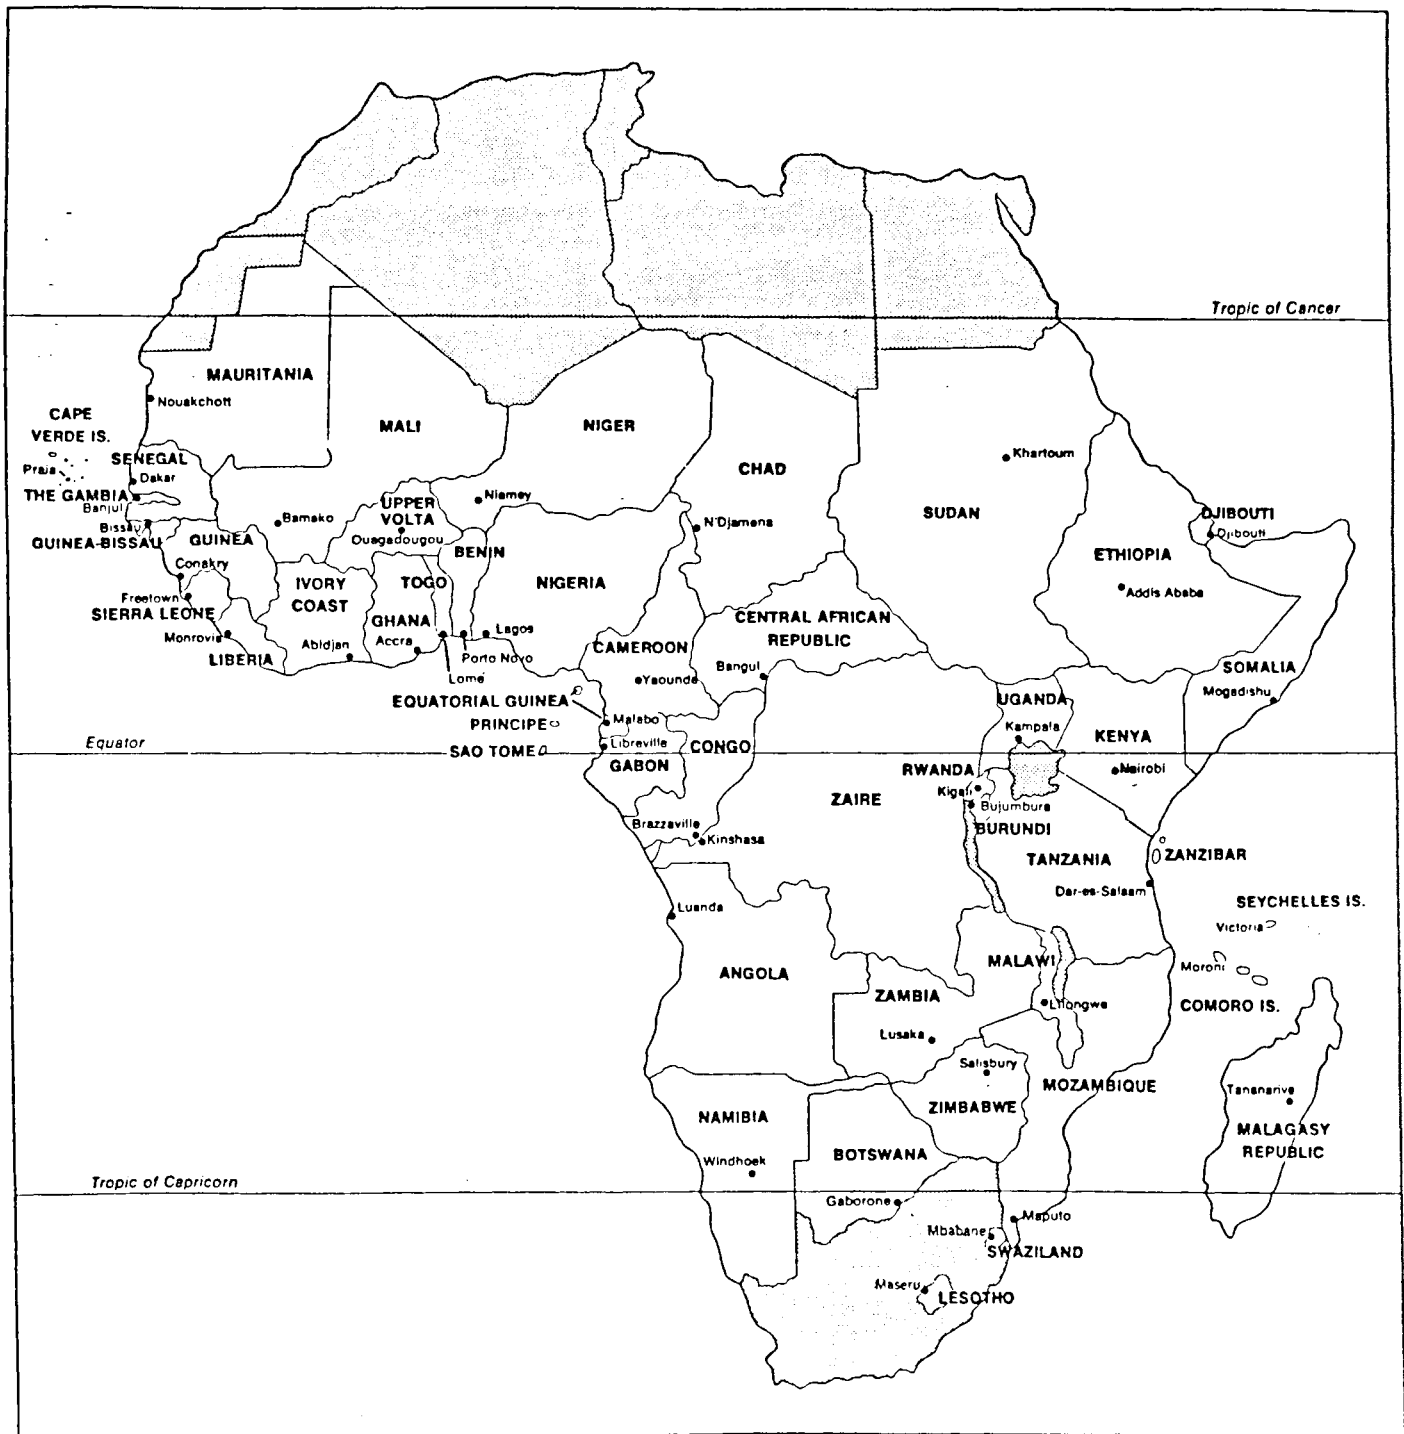 Tropic of Cancer
MAURITANIA
Nouakchott
CAPE
VERDE IS.
Praia
MALI
NIGER
CHAD
Khartoum
SENEGAL
Dakar
THE GAMBIA
Banjul
Bissau
GUINEA-BISSAU
GUINEA
Bamako
UPPER
VOLTA
Ouagadougou
Niamey
BENIN
N'Djamena
SUDAN
DJIBOUTI
Djibouti
ETHIOPIA
Addis Ababa
Conakry
Freetown
SIERRA LEONE
Monrovia
LIBERIA
IVORY
COAST
Abidjan
TOGO
GHANA
Accra
Lome
Porto Novo
Lagos
NIGERIA
CAMEROON
Yaounde
CENTRAL AFRICAN
REPUBLIC
Bangui
SOMALIA
Mogadishu
EQUATORIAL GUINEA
Malabo
PRINCIPE
SAO TOME
Libreville
GABON
CONGO
UGANDA
Kampala
KENYA
Nairobi
Equator
ZAIRE
RWANDA
Kigali
Bujumbura
BURUNDI
Brazzaville
Kinshasa
TANZANIA
ZANZIBAR
Dar-es-Salaam
SEYCHELLES IS.
Victoria
Luanda
ANGOLA
MALAWI
Lilongwe
Moroni
COMORO IS.
ZAMBIA
Lusaka
Salisbury
ZIMBABWE
MOZAMBIQUE
Tananarive
MALAGASY
REPUBLIC
NAMIBIA
Windhoek
BOTSWANA
Gaborone
Tropic of Capricorn
Maputo
Mbabane
SWAZILAND
Maseru
LESOTHO